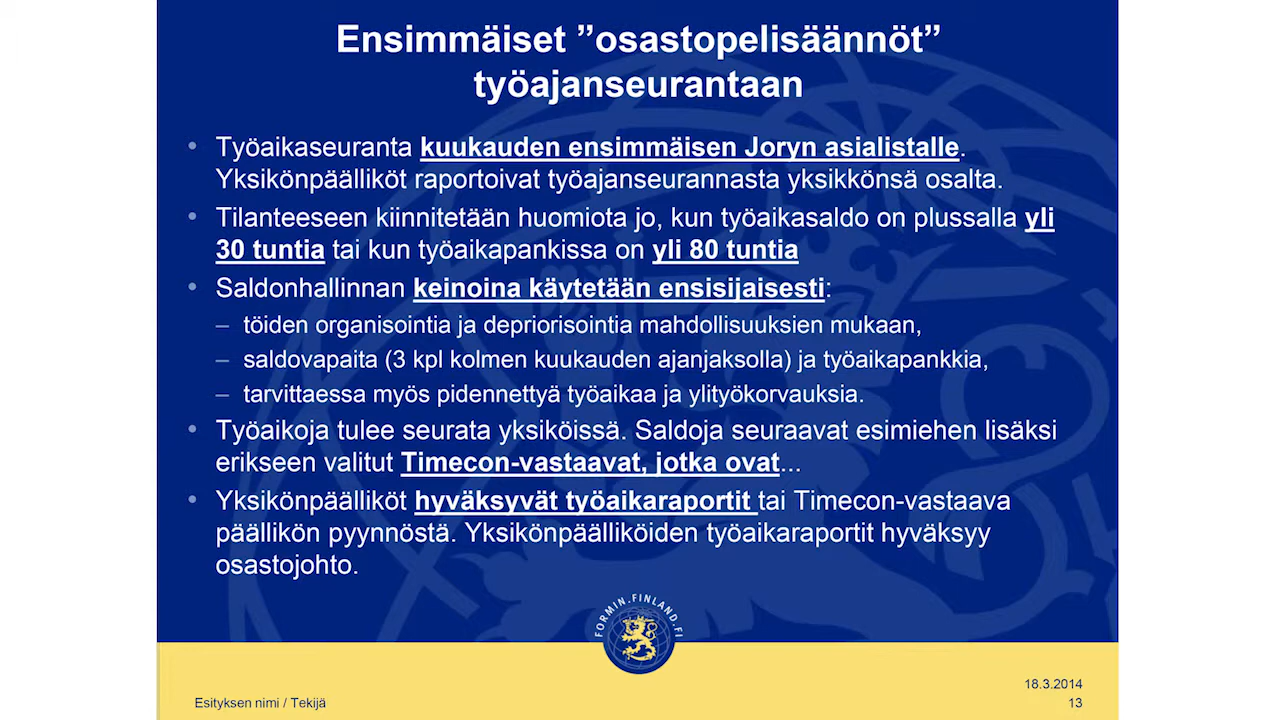 Ensimmäiset ”osastopelisäännöt”
työajanseurantaan
• Työaikaseuranta kuukauden ensimmäisen Joryn asialistalle.
Yksikönpäälliköt raportoivat työajanseurannasta yksikkönsä osalta.
• Tilanteeseen kiinnitetään huomiota jo, kun työaikasaldo on plussalla yli
30 tuntia tai kun työaikapankissa on yli 80 tuntia
• Saldonhallinnan keinoina käytetään ensisijaisesti:
– töiden organisointia ja depriorisointia mahdollisuuksien mukaan,
– saldovapaita (3 kpl kolmen kuukauden ajanjaksolla) ja työaikapankkia,
– tarvittaessa myös pidennettyä työaikaa ja ylityökorvauksia.
• Työaikoja tulee seurata yksiköissä. Saldoja seuraavat esimiehen lisäksi
erikseen valitut Timecon-vastaavat, jotka ovat...
• Yksikönpäälliköt hyväksyvät työaikaraportit tai Timecon-vastaava
päällikön pyynnöstä. Yksikönpäälliköiden työaikaraportit hyväksyy
osastojohto.
FORMIN.FINLAND.FI
18.3.2014
Esityksen nimi / Tekijä
13